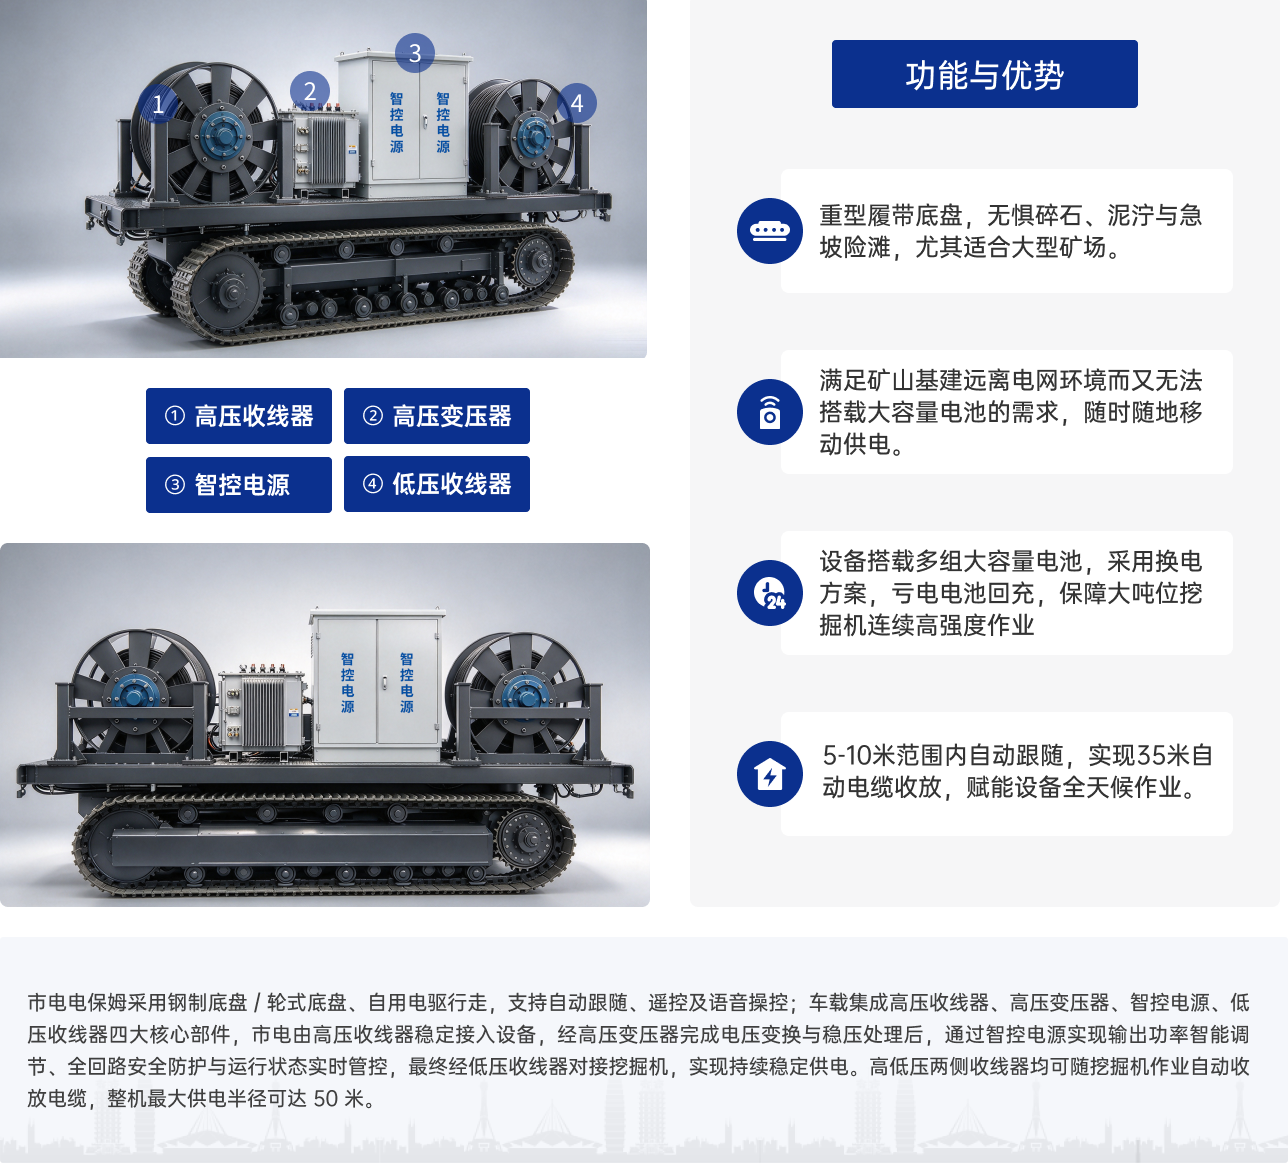 1
2
3
4
智控电源
智控电源
① 高压收线器
② 高压变压器
③ 智控电源
④ 低压收线器
智控电源
智控电源
功能与优势
重型履带底盘，无惧碎石、泥泞与急
坡险滩，尤其适合大型矿场。
满足矿山基建远离电网环境而又无法
搭载大容量电池的需求，随时随地移
动供电。
24
设备搭载多组大容量电池，采用换电
方案，亏电电池回充，保障大吨位挖
掘机连续高强度作业
5-10米范围内自动跟随，实现35米自
动电缆收放，赋能设备全天候作业。
市电电保姆采用钢制底盘 / 轮式底盘、自用电驱行走，支持自动跟随、遥控及语音操控；车载集成高压收线器、高压变压器、智控电源、低
压收线器四大核心部件，市电由高压收线器稳定接入设备，经高压变压器完成电压变换与稳压处理后，通过智控电源实现输出功率智能调
节、全回路安全防护与运行状态实时管控，最终经低压收线器对接挖掘机，实现持续稳定供电。高低压两侧收线器均可随挖掘机作业自动收
放电缆，整机最大供电半径可达 50 米。